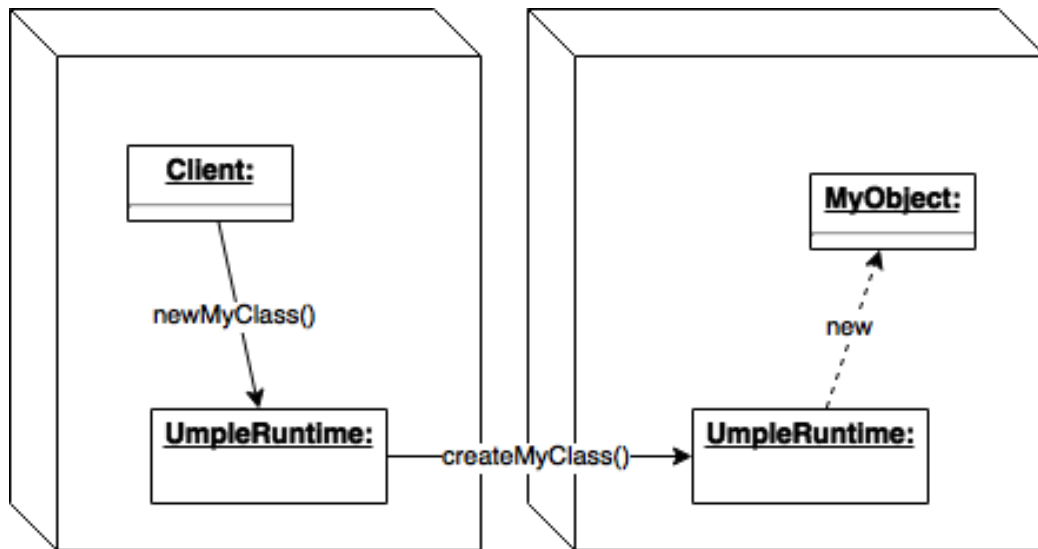 Client:
MyObject:
newMyClass()
new
UmpleRuntime:
createMyClass()
UmpleRuntime: